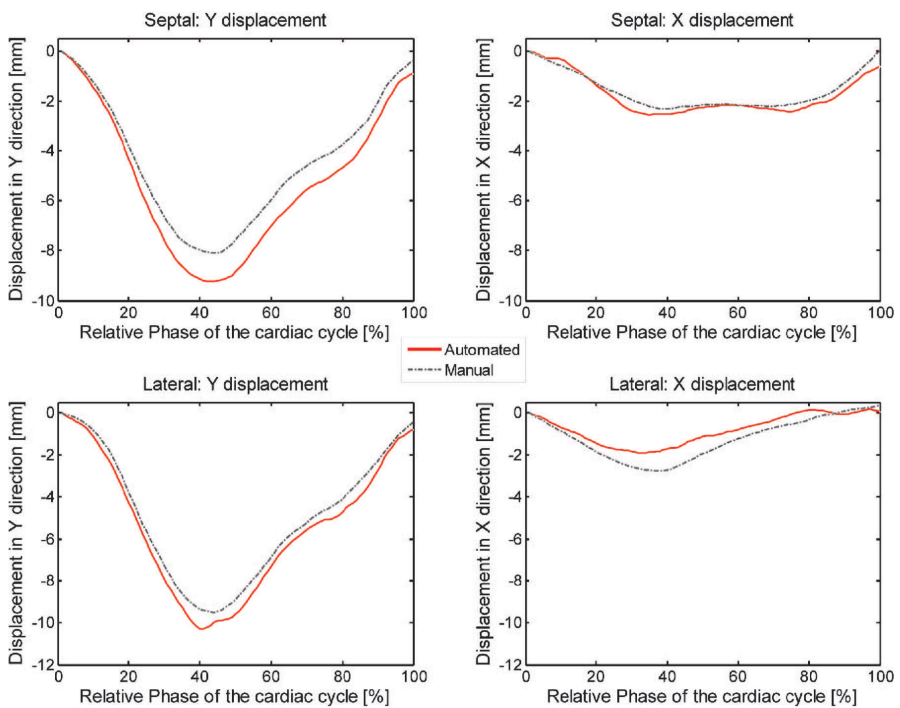 Septal: Y displacement
Displacement in Y direction [mm]
0
-2
-4
-6
-8
-10
0 20 40 60 80 100
Relative Phase of the cardiac cycle [%]
Septal: X displacement
Displacement in X direction [mm]
0
-2
-4
-6
-8
-10
0 20 40 60 80 100
Relative Phase of the cardiac cycle [%]
Automated
Manual
Lateral: Y displacement
Displacement in Y direction [mm]
0
-2
-4
-6
-8
-10
-12
0 20 40 60 80 100
Relative Phase of the cardiac cycle [%]
Lateral: X displacement
Displacement in X direction [mm]
0
-2
-4
-6
-8
-10
-12
0 20 40 60 80 100
Relative Phase of the cardiac cycle [%]